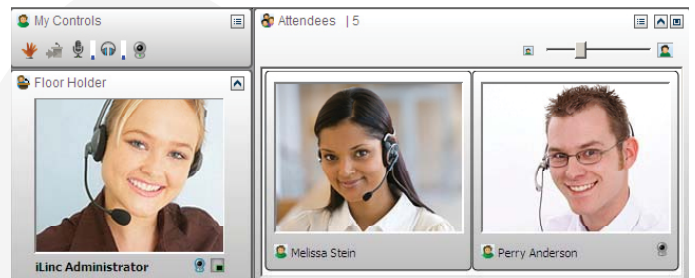 My Controls
Attendees | 5
Floor Holder
iLinc Administrator
Melissa Stein
Perry Anderson